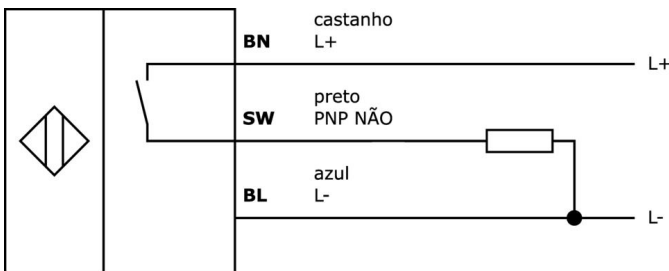 castanho
BN L+
L+
preto
SW PNP NÃO
azul
BL L-
L-